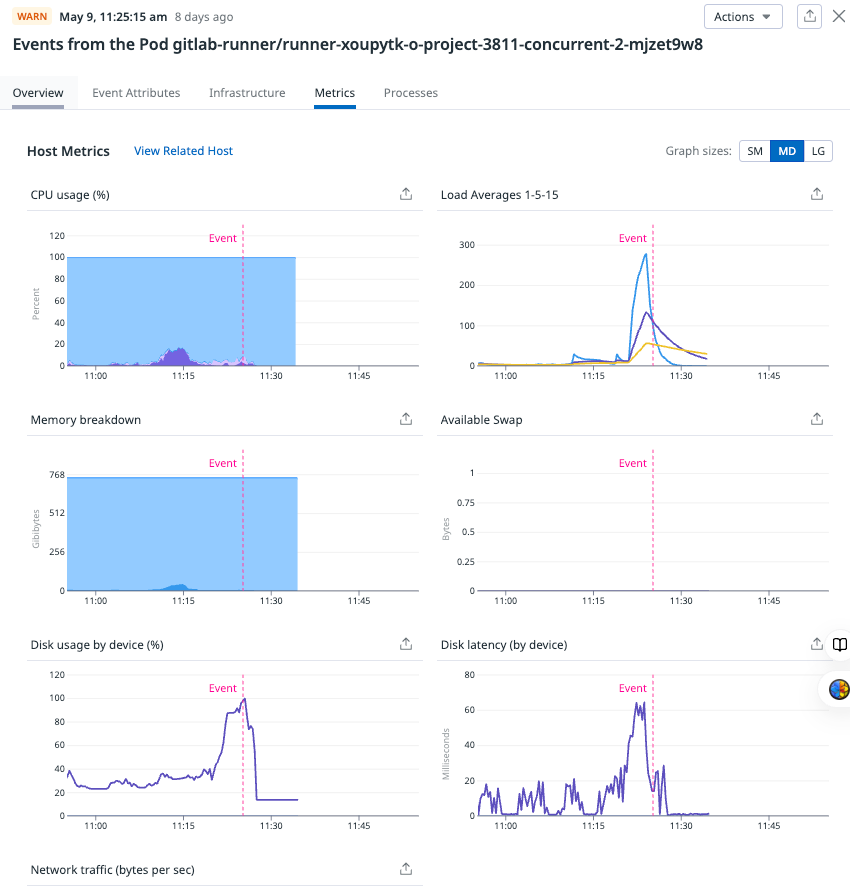 WARN May 9, 11:25:15 am 8 days ago
Actions
Events from the Pod gitlab-runner/runner-xoupytk-o-project-3811-concurrent-2-mjzet9w8
Overview Event Attributes Infrastructure Metrics Processes
Host Metrics View Related Host
Graph sizes: SM MD LG
CPU usage (%)
Percent
120
100
80
60
40
20
0
Event
11:00 11:15 11:30 11:45
Load Averages 1-5-15
300
200
100
0
Event
11:00 11:15 11:30 11:45
Memory breakdown
Gibibytes
768
512
256
0
Event
11:00 11:15 11:30 11:45
Available Swap
Bytes
1
0.75
0.5
0.25
0
Event
11:00 11:15 11:30 11:45
Disk usage by device (%)
120
100
80
60
40
20
0
Event
11:00 11:15 11:30 11:45
Disk latency (by device)
Milliseconds
80
60
40
20
0
Event
11:00 11:15 11:30 11:45
Network traffic (bytes per sec)